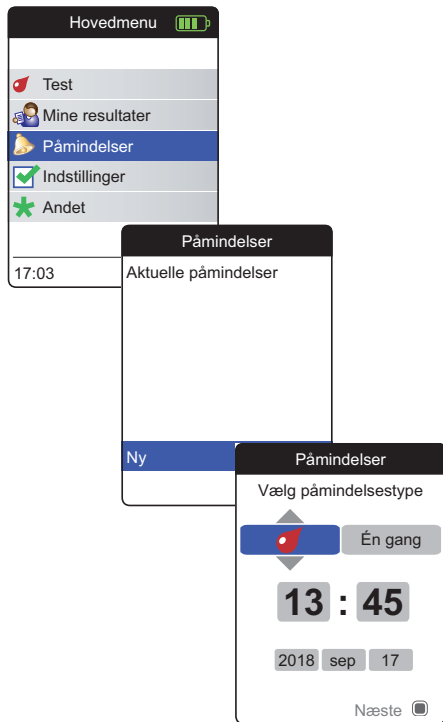 Hovedmenu
Test
Mine resultater
Påmindelser
Indstillinger
Andet
17:03
Påmindelser
Aktuelle påmindelser
Ny
Påmindelser
Vælg påmindelsestype
Én gang
13 : 45
2018 sep 17
Næste